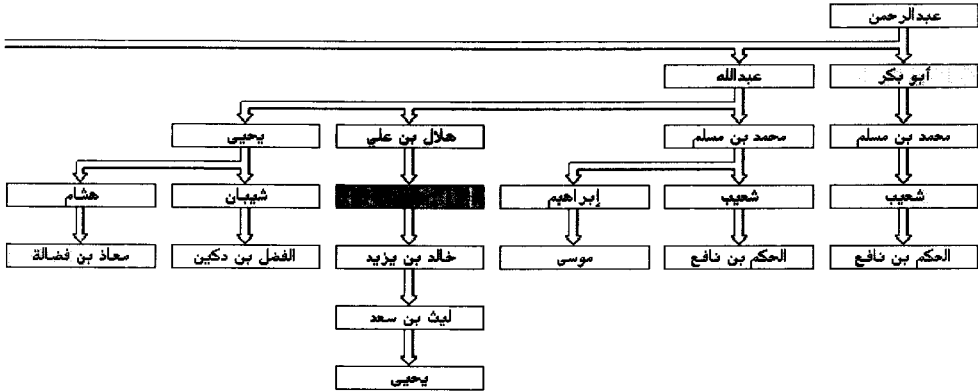 عبدالرحمن
أبو بكر
عبدالله
محمد بن مسلم
محمد بن مسلم
هلال بن علي
يحيى
شعيب
شعيب
إبراهيم
شيبان
هشام
الحكم بن نافع
الحكم بن نافع
موسى
خالد بن يزيد
الفضل بن دكين
معاذ بن فضالة
ليث بن سعد
يحيى